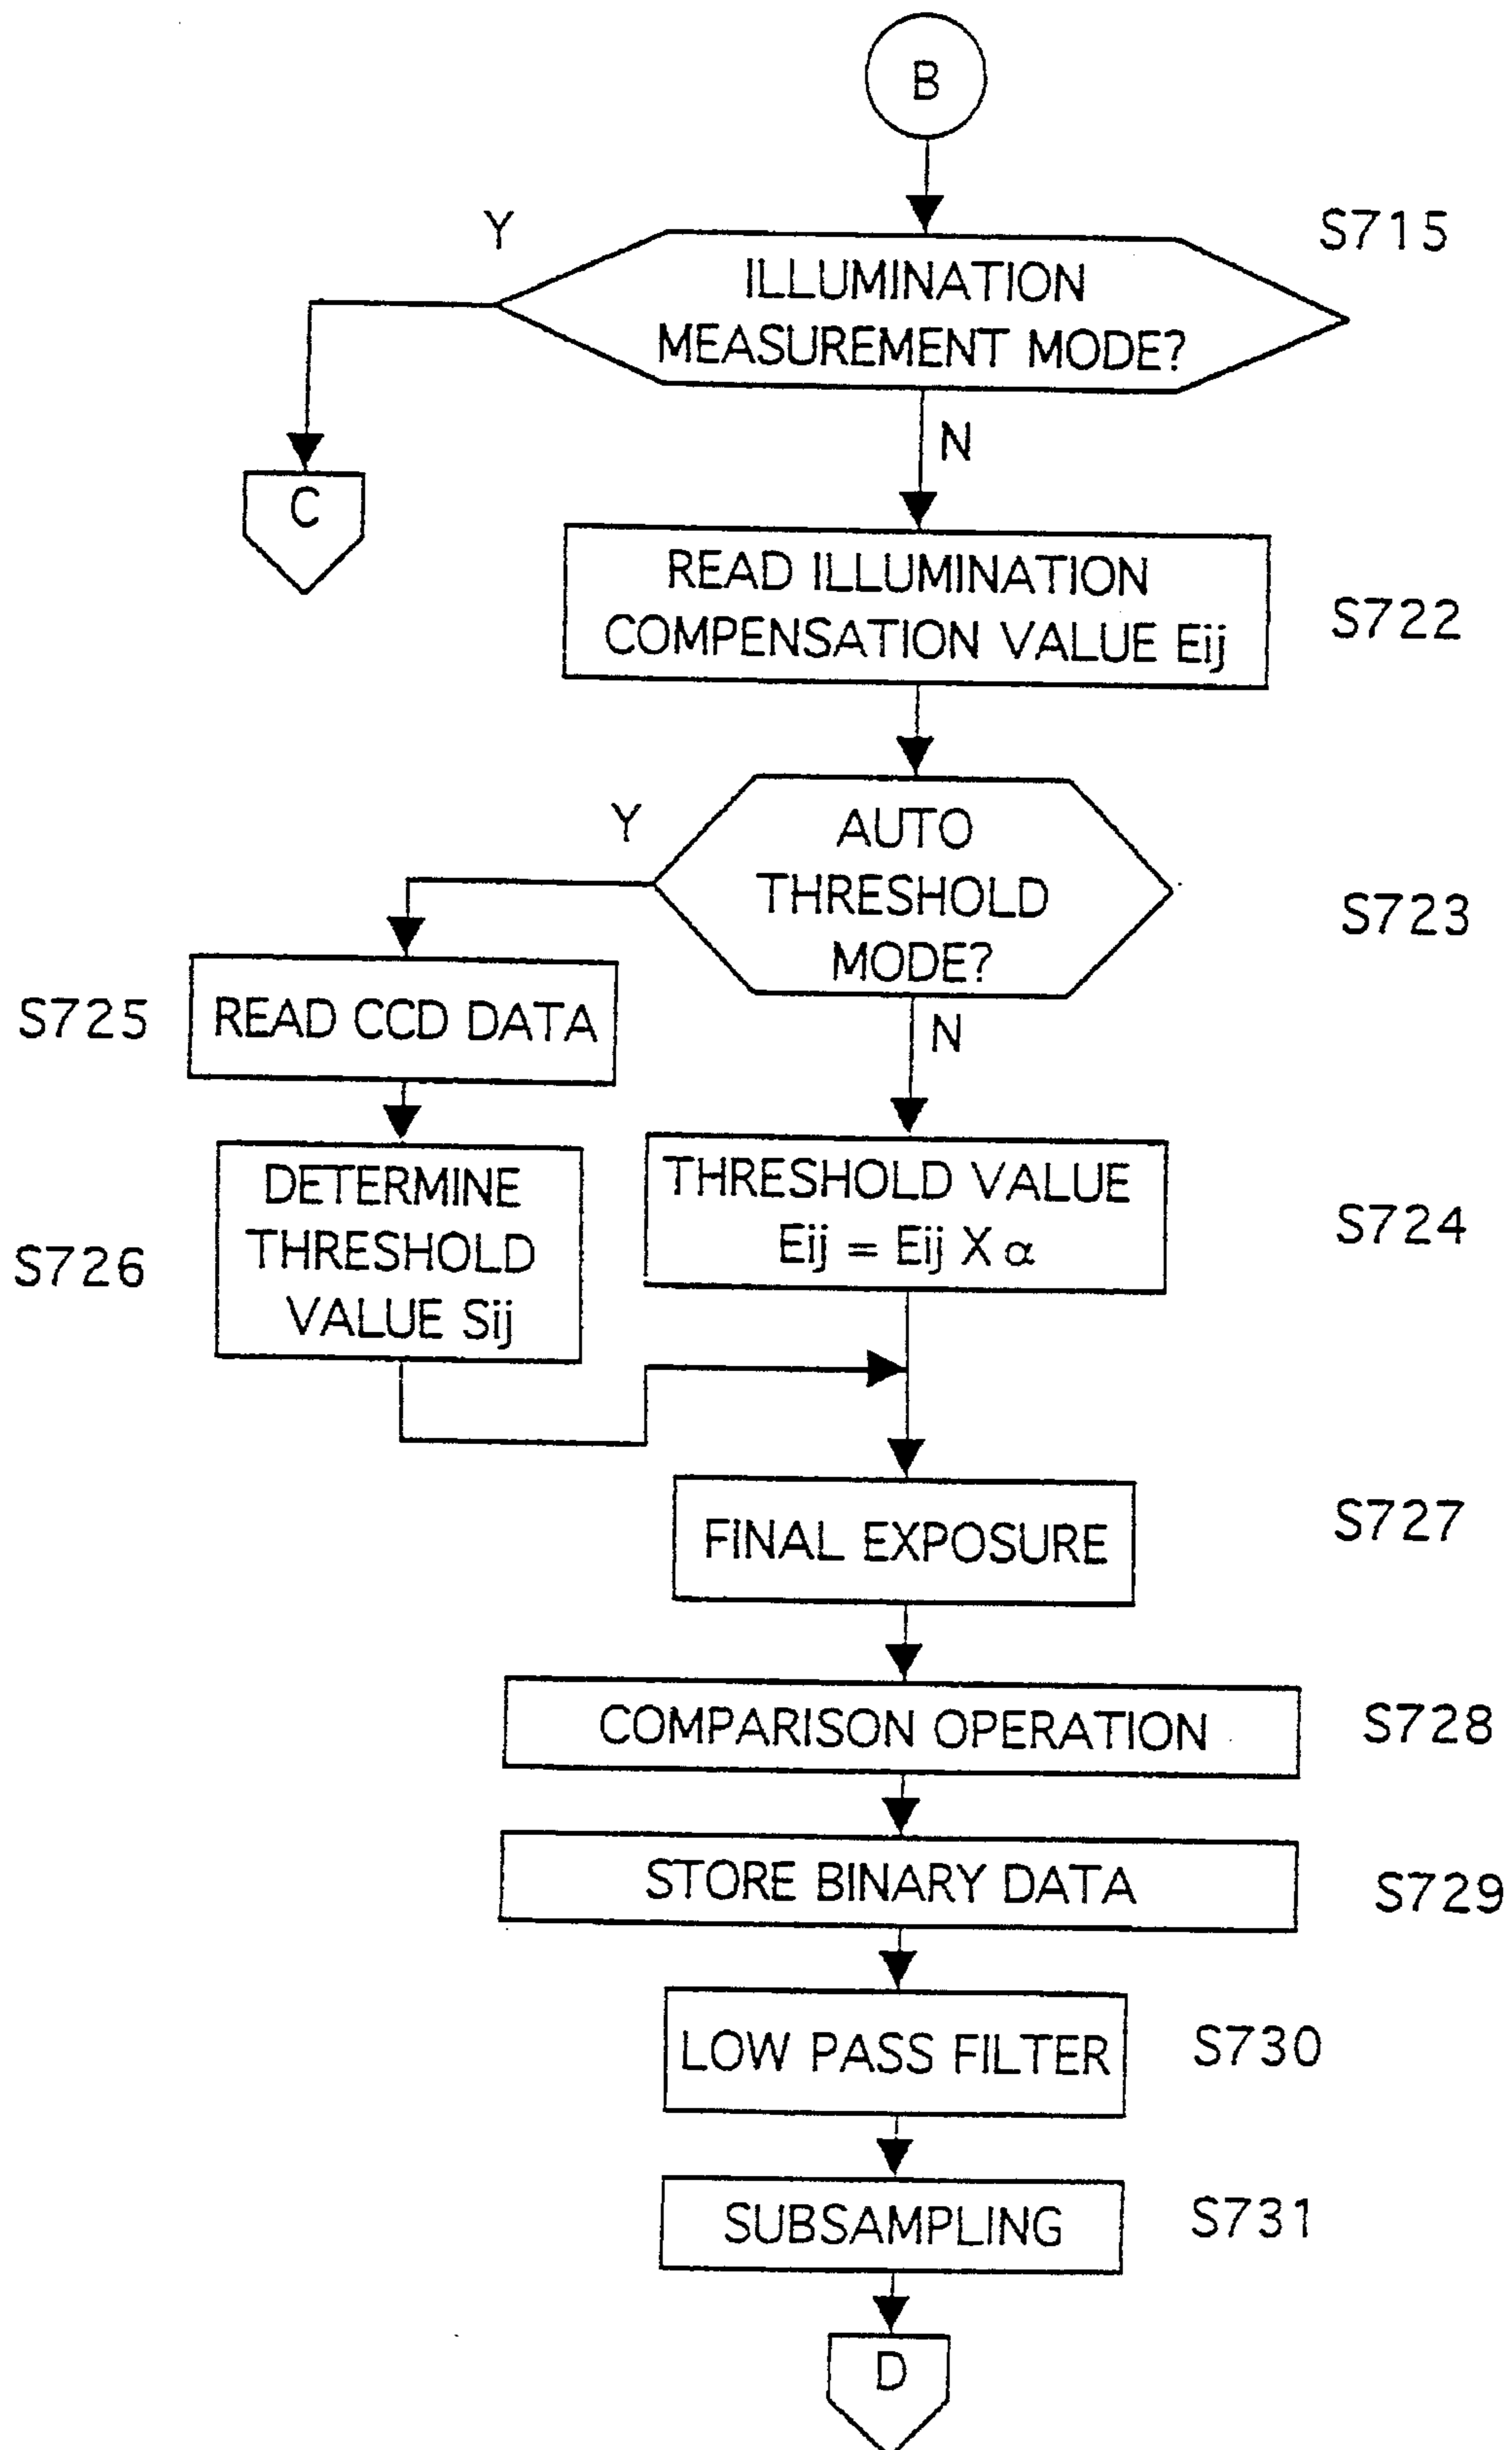 B
Y
S715
ILLUMINATION
MEASUREMENT MODE?
N
C
READ ILLUMINATION
COMPENSATION VALUE Eij
S722
Y
AUTO
THRESHOLD
MODE?
S723
S725
READ CCD DATA
N
DETERMINE
THRESHOLD
VALUE Sij
S726
THRESHOLD VALUE
Eij = Eij X α
S724
FINAL EXPOSURE
S727
COMPARISON OPERATION
S728
STORE BINARY DATA
S729
LOW PASS FILTER
S730
SUBSAMPLING
S731
D